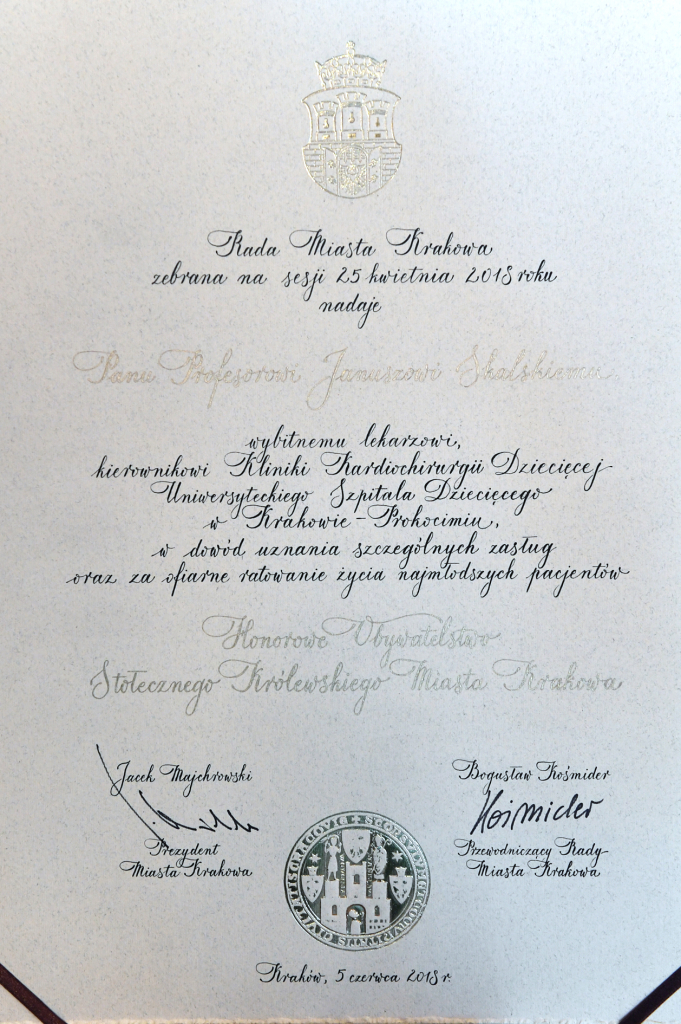 Rada Miasta Krakowa
zebrana na sesji 25 kwietnia 2018 roku
nadaje
Panu Profesorowi Januszowi Skalskiemu
wybitnemu lekarzowi,
kierownikowi Kliniki Kardiochirurgii Dziecięcej
Uniwersyteckiego Szpitala Dziecięcego
w Krakowie-Prokocimiu,
w dowód uznania szczególnych zasług
oraz za ofiarne ratowanie życia najmłodszych pacjentów
Honorowe Obywatelstwo
Stołecznego Królewskiego Miasta Krakowa
Jacek Majchrowski
Prezydent
Miasta Krakowa
Bogusław Kośmider
Kośmider
Przewodniczący Rady
Miasta Krakowa
Kraków, 5 czerwca 2018 r.